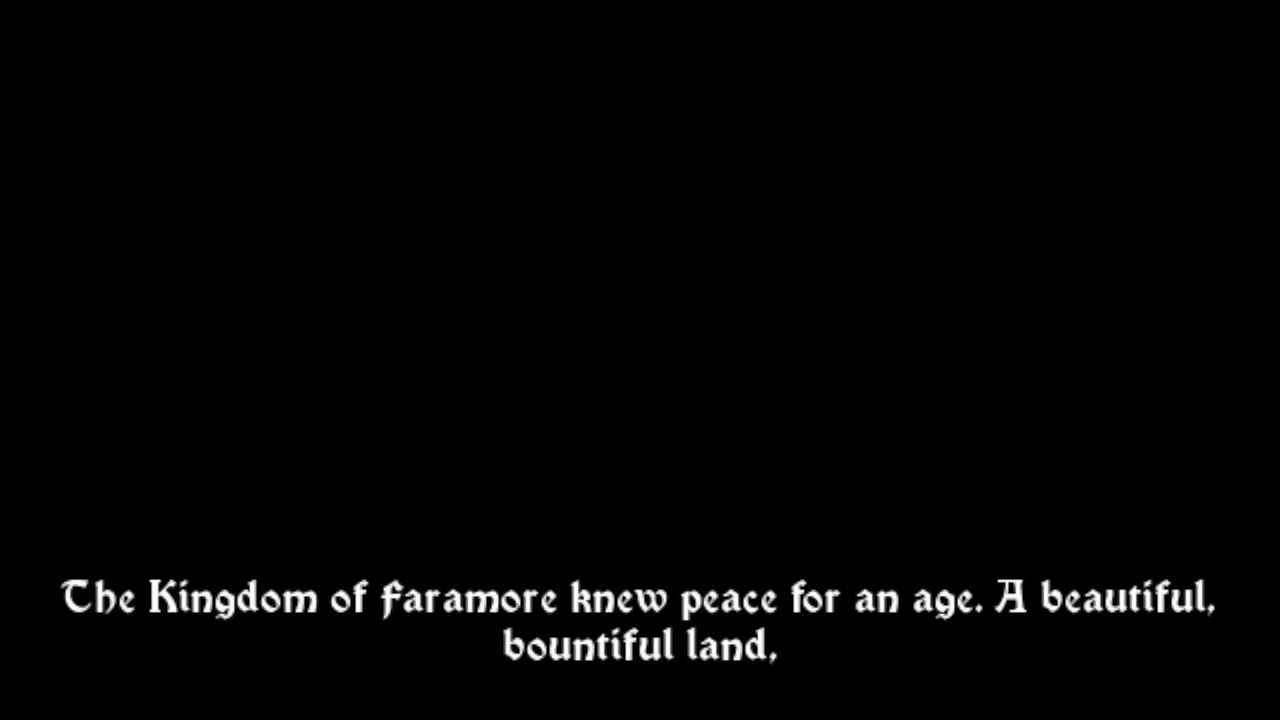 The Kingdom of Faramore knew peace for an age. A beautiful,
bountiful land,